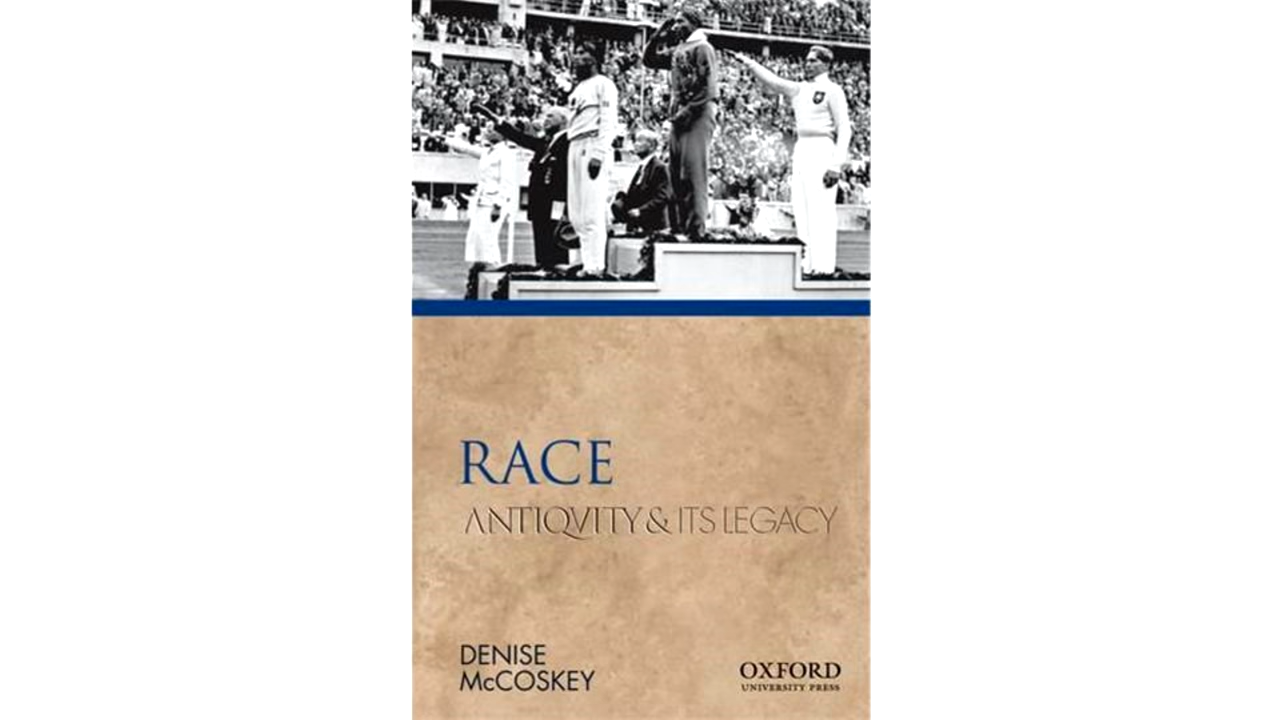 RACE
ANTIQVITY & ITS LEGACY
DENISE
McCOSKEY
OXFORD
UNIVERSITY PRESS